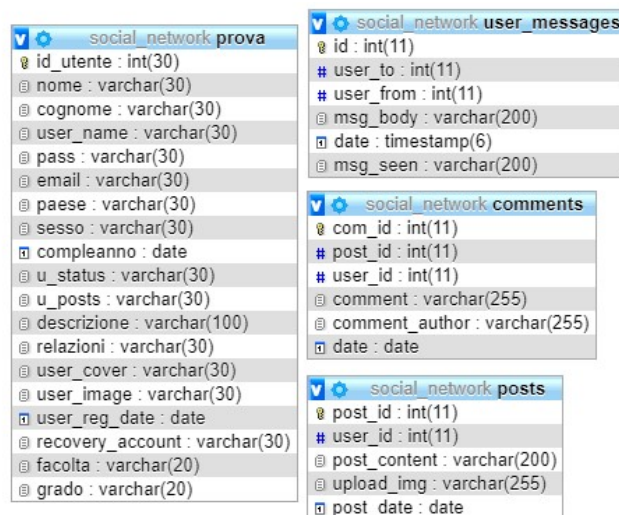 social_network prova
id_utente : int(30)
nome : varchar(30)
cognome : varchar(30)
user_name : varchar(30)
pass : varchar(30)
email : varchar(30)
paese : varchar(30)
sesso : varchar(30)
compleanno : date
u_status : varchar(30)
u_posts : varchar(30)
descrizione : varchar(100)
relazioni : varchar(30)
user_cover : varchar(30)
user_image : varchar(30)
user_reg_date : date
recovery_account : varchar(30)
facolta : varchar(20)
grado : varchar(20)
social_network user_messages
id : int(11)
# user_to : int(11)
# user_from : int(11)
msg_body : varchar(200)
date : timestamp(6)
msg_seen : varchar(200)
social_network comments
com_id : int(11)
# post_id : int(11)
# user_id : int(11)
comment : varchar(255)
comment_author : varchar(255)
date : date
social_network posts
post_id : int(11)
# user_id : int(11)
post_content : varchar(200)
upload_img : varchar(255)
post_date : date